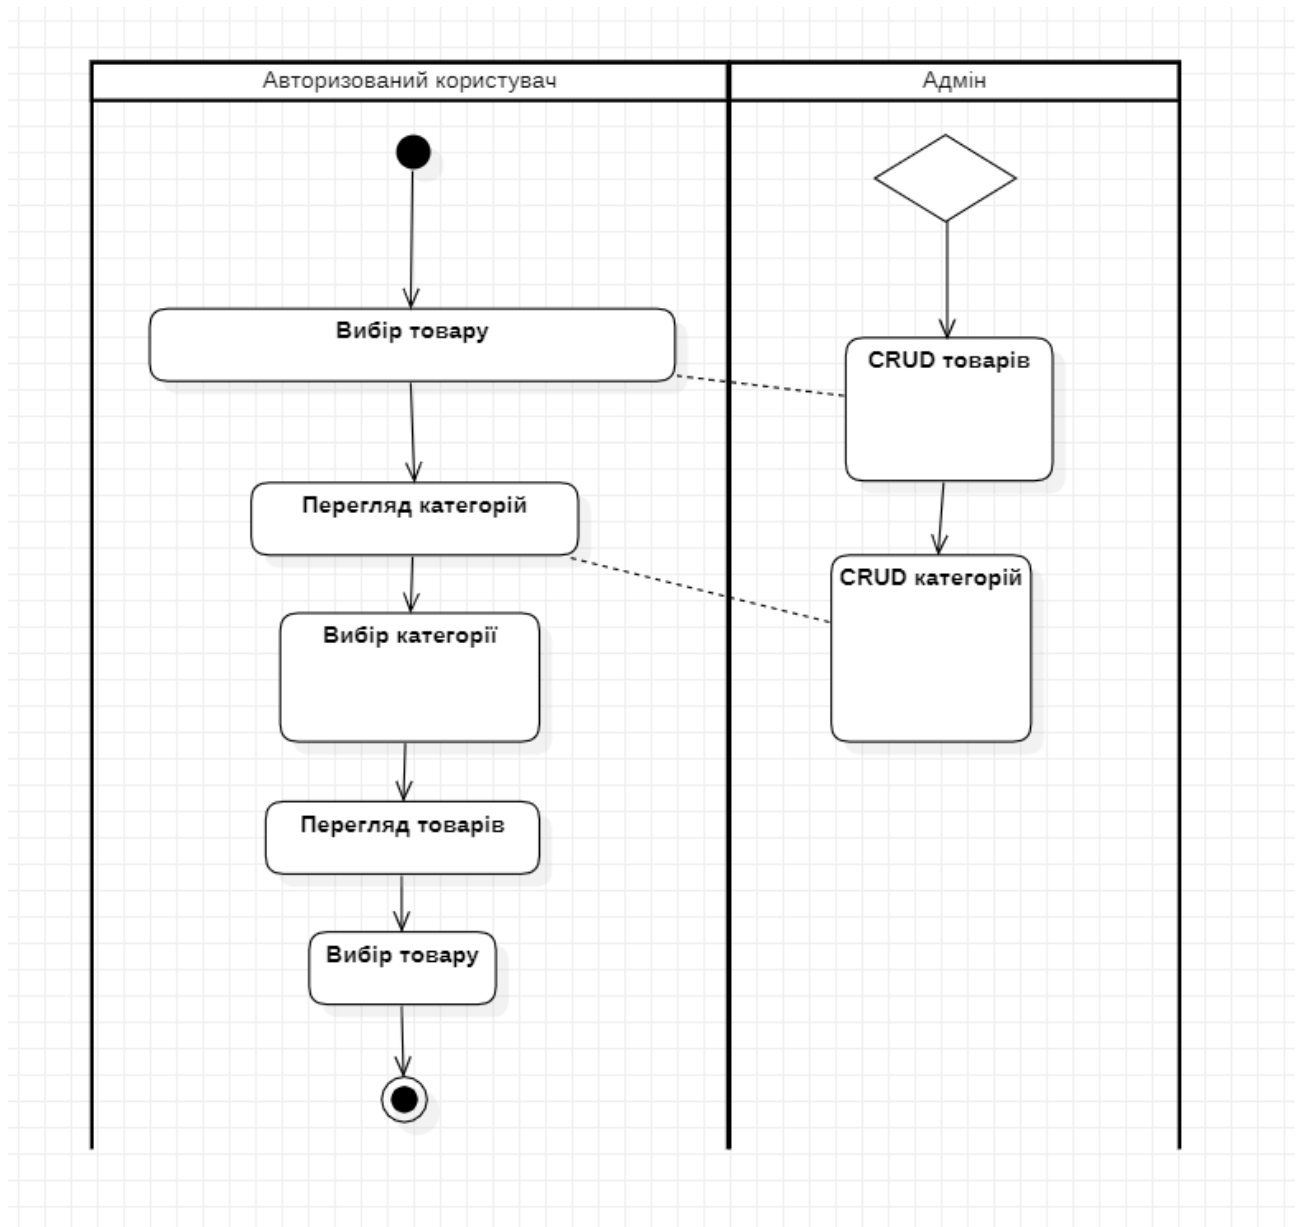 Авторизований користувач
Адмін
Вибір товару
CRUD товарів
Перегляд категорій
CRUD категорій
Вибір категорії
Перегляд товарів
Вибір товару